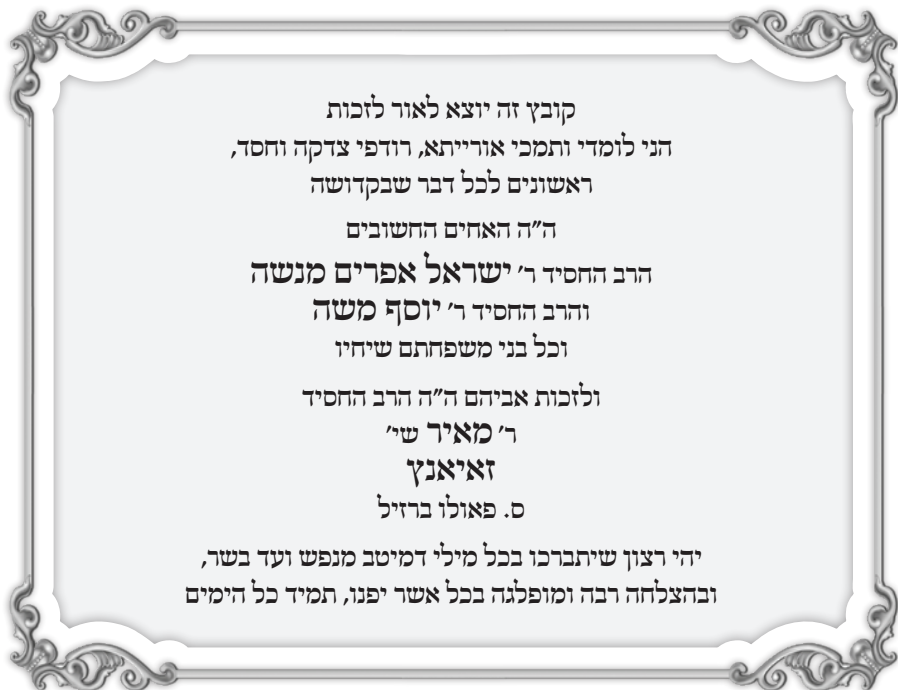 קובץ זה יוצא לאור לזכות
הני לומדי ותמכי אורייתא, רודפי צדקה וחסד,
ראשונים לכל דבר שבקדושה
ה״ה האחים החשובים
הרב החסיד ר׳ ישראל אפרים מנשה
והרב החסיד ר׳ יוסף משה
וכל בני משפחתם שיחיו
ולזכות אביהם ה״ה הרב החסיד
ר׳ מאיר שי׳
זאיאנץ
ס. פאולו ברזיל
יהי רצון שיתברכו בכל מילי דמיטב מנפש ועד בשר,
ובהצלחה רבה ומופלגה בכל אשר יפנו, תמיד כל הימים